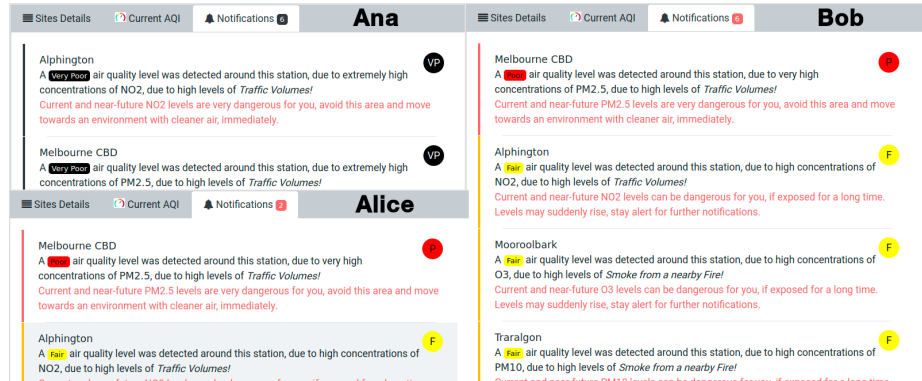 Sites Details Current AQI Notifications 6 Ana
Alphington
VP
A Very Poor air quality level was detected around this station, due to extremely high
concentrations of NO2, due to high levels of Traffic Volumes!
Current and near-future NO2 levels are very dangerous for you, avoid this area and move
towards an environment with cleaner air, immediately.
Melbourne CBD
VP
A Very Poor air quality level was detected around this station, due to extremely high
concentrations of PM2.5, due to high levels of Traffic Volumes!
Sites Details Current AQI Notifications 2 Alice
Melbourne CBD
P
A Poor air quality level was detected around this station, due to very high
concentrations of PM2.5, due to high levels of Traffic Volumes!
Current and near-future PM2.5 levels are very dangerous for you, avoid this area and move
towards an environment with cleaner air, immediately.
Alphington
F
A Fair air quality level was detected around this station, due to high concentrations of
NO2, due to high levels of Traffic Volumes!
Sites Details Current AQI Notifications 6 Bob
Melbourne CBD
P
A Poor air quality level was detected around this station, due to very high
concentrations of PM2.5, due to high levels of Traffic Volumes!
Current and near-future PM2.5 levels are very dangerous for you, avoid this area and move
towards an environment with cleaner air, immediately.
Alphington
F
A Fair air quality level was detected around this station, due to high concentrations of
NO2, due to high levels of Traffic Volumes!
Current and near-future NO2 levels can be dangerous for you, if exposed for a long time.
Levels may suddenly rise, stay alert for further notifications.
Mooroolbark
F
A Fair air quality level was detected around this station, due to high concentrations of
O3, due to high levels of Smoke from a nearby Fire!
Current and near-future O3 levels can be dangerous for you, if exposed for a long time.
Levels may suddenly rise, stay alert for further notifications.
Traralgon
F
A Fair air quality level was detected around this station, due to high concentrations of
PM10, due to high levels of Smoke from a nearby Fire!